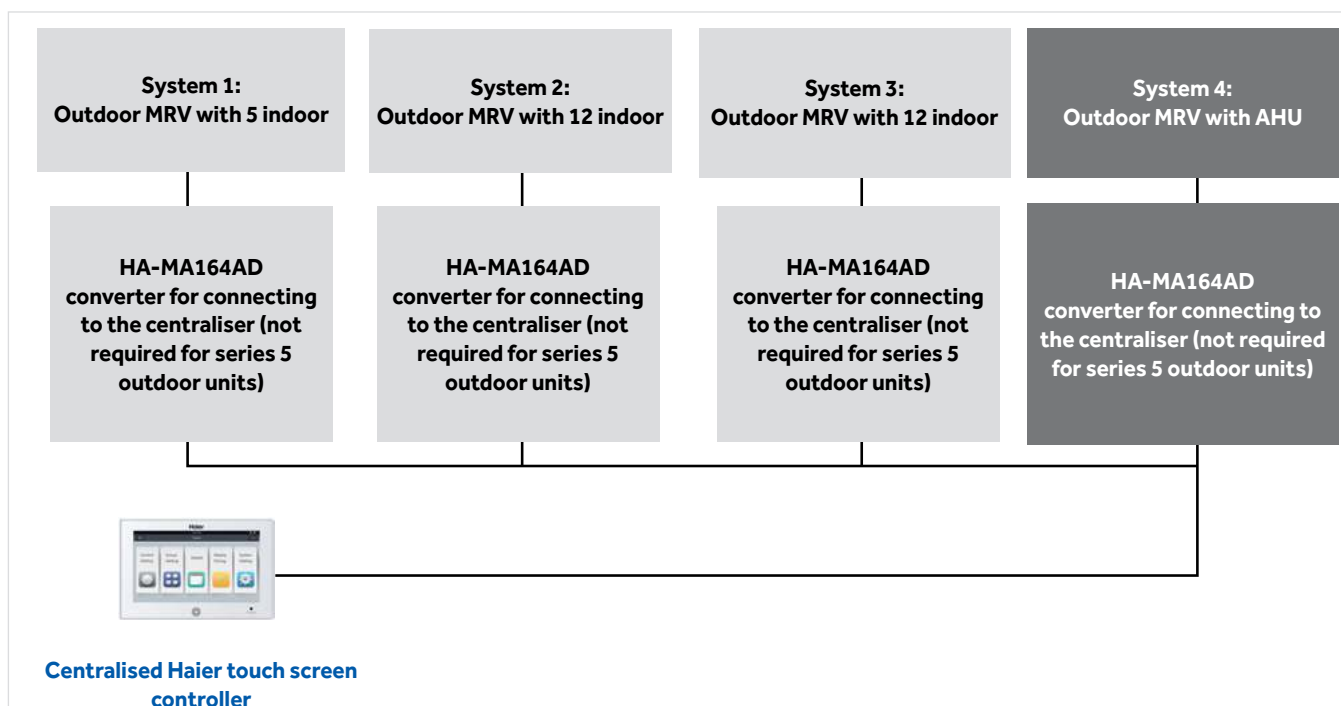 System 1:
Outdoor MRV with 5 indoor
System 2:
Outdoor MRV with 12 indoor
System 3:
Outdoor MRV with 12 indoor
System 4:
Outdoor MRV with AHU
HA-MA164AD
converter for connecting
to the centraliser (not
required for series 5
outdoor units)
HA-MA164AD
converter for connecting
to the centraliser (not
required for series 5
outdoor units)
HA-MA164AD
converter for connecting
to the centraliser (not
required for series 5
outdoor units)
HA-MA164AD
converter for connecting to
the centraliser (not required
for series 5 outdoor units)
Haier
Centralised Haier touch screen
controller